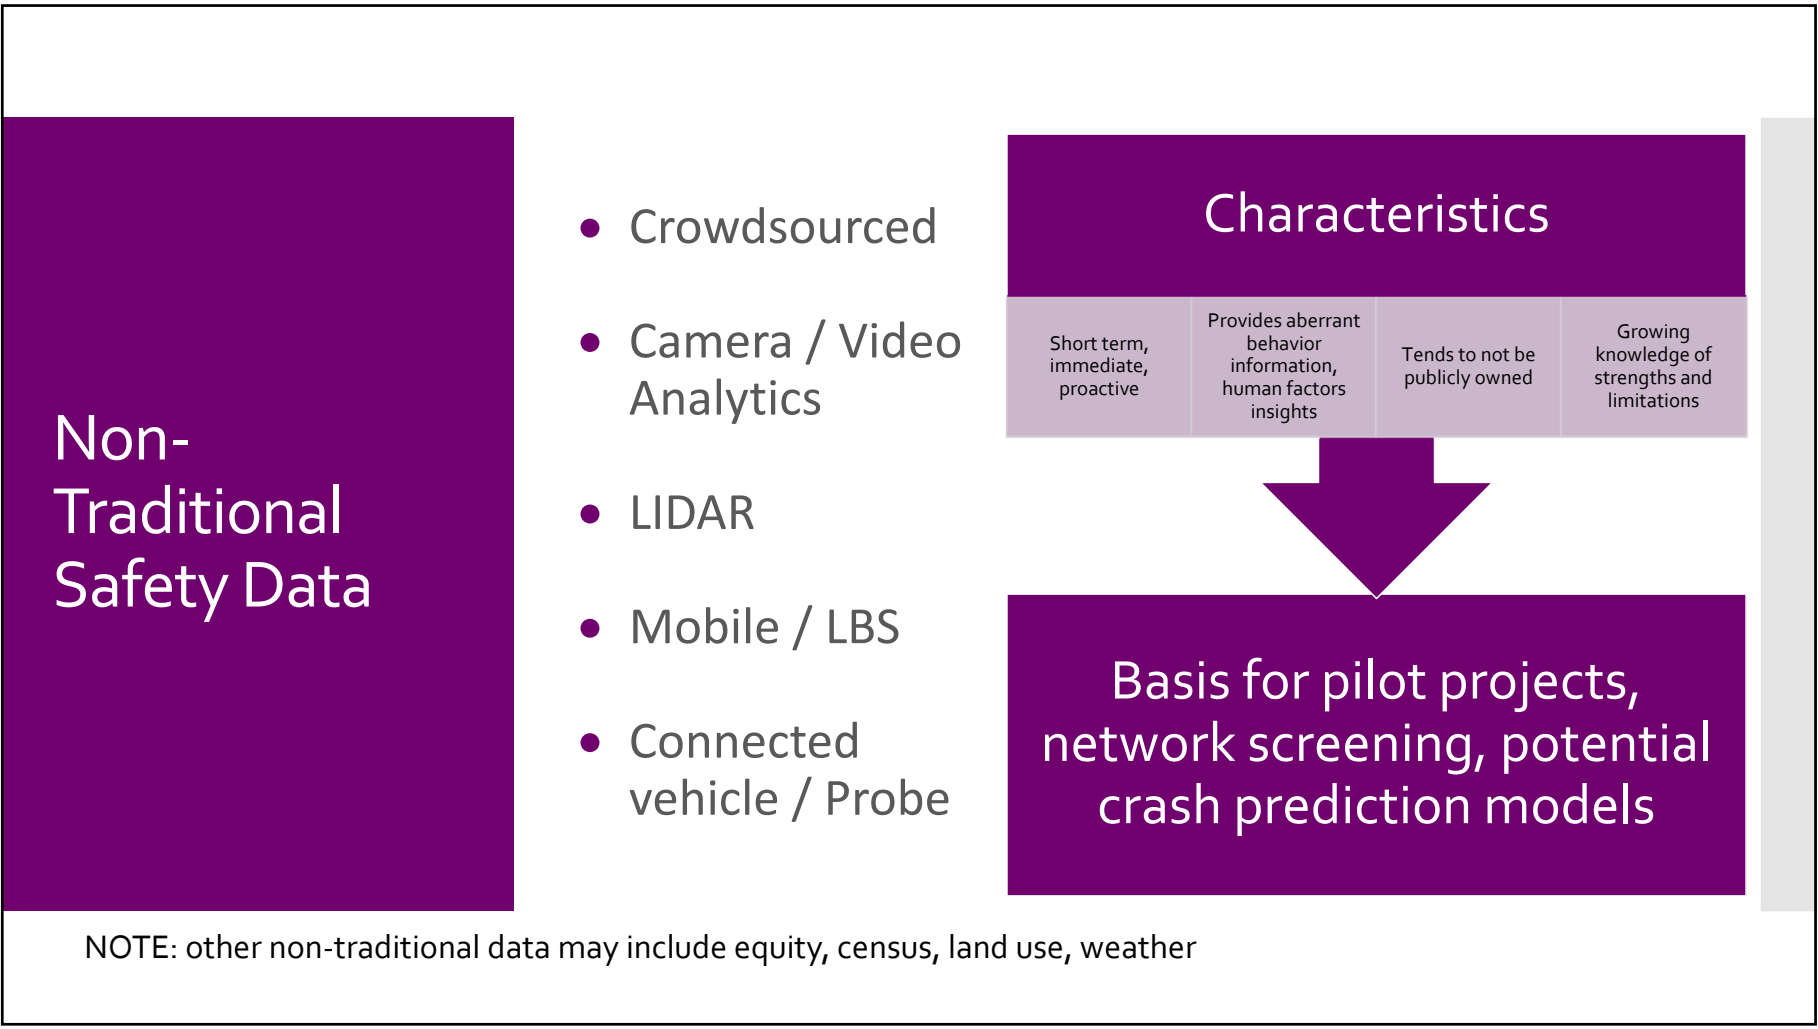 Non-
Traditional
Safety Data
• Crowdsourced
• Camera / Video
Analytics
• LIDAR
• Mobile / LBS
• Connected
vehicle / Probe
Characteristics
Short term,
immediate,
proactive
Provides aberrant
behavior
information,
human factors
insights
Tends to not be
publicly owned
Growing
knowledge of
strengths and
limitations
Basis for pilot projects,
network screening, potential
crash prediction models
NOTE: other non-traditional data may include equity, census, land use, weather